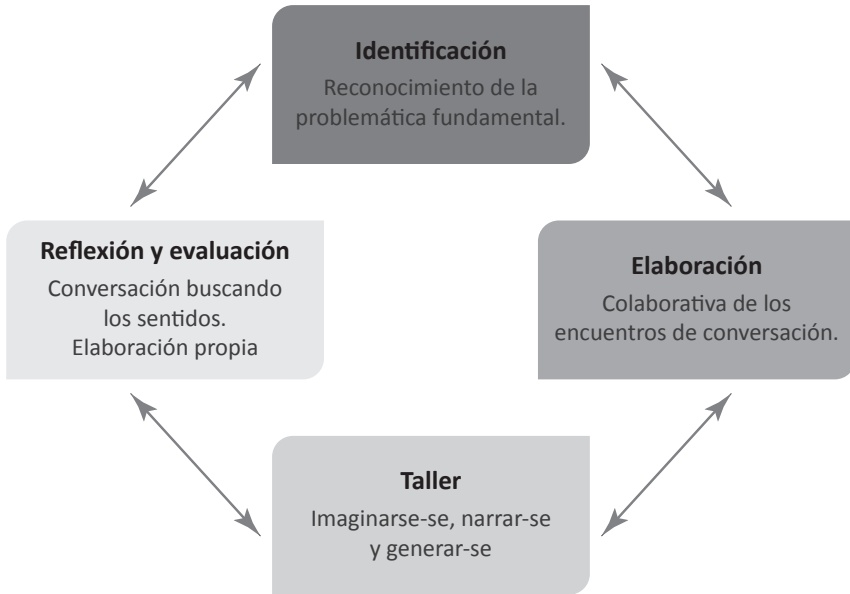 Identificación
Reconocimiento de la
problemática fundamental.
Reflexión y evaluación
Conversación buscando
los sentidos.
Elaboración propia
Elaboración
Colaborativa de los
encuentros de conversación.
Taller
Imaginarse-se, narrar-se
y generar-se